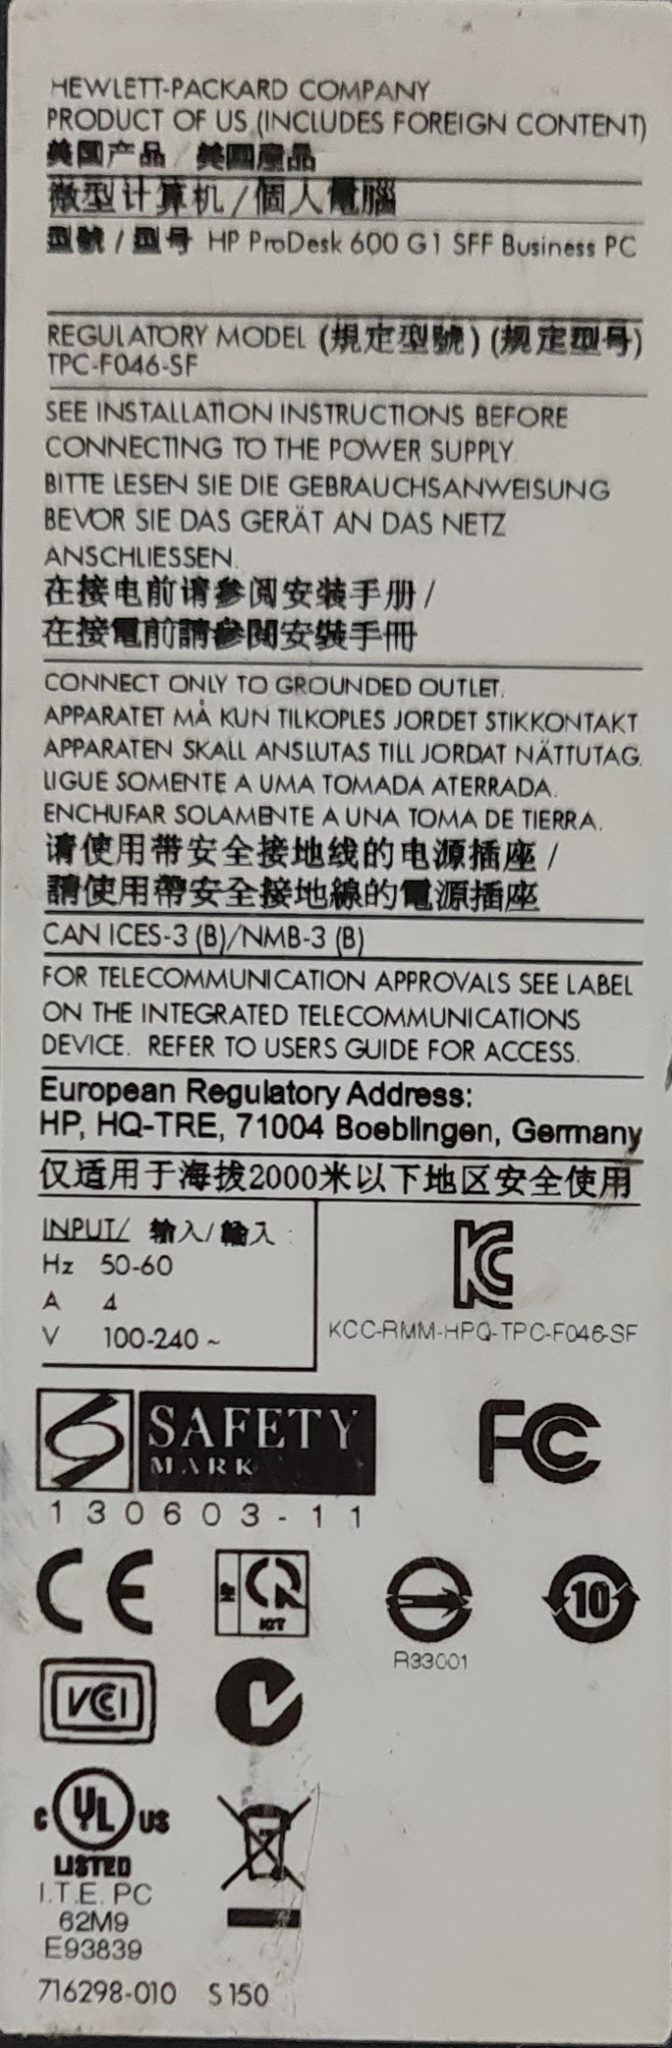 HEWLETT-PACKARD COMPANY
PRODUCT OF US (INCLUDES FOREIGN CONTENT)
美国产品 / 美國産品
微型计算机/個人電腦
型號 / 型号 HP ProDesk 600 G1 SFF Business PC
REGULATORY MODEL (規定型號) (规定型号)
TPC-F046-SF
SEE INSTALLATION INSTRUCTIONS BEFORE
CONNECTING TO THE POWER SUPPLY.
BITTE LESEN SIE DIE GEBRAUCHSANWEISUNG
BEVOR SIE DAS GERÄT AN DAS NETZ
ANSCHLIESSEN.
在接电前请参阅安装手册/
在接電前請參閱安裝手冊
CONNECT ONLY TO GROUNDED OUTLET.
APPARATET MÅ KUN TILKOPLES JORDET STIKKONTAKT
APPARATEN SKALL ANSLUTAS TILL JORDAT NÄTTUTAG.
LIGUE SOMENTE A UMA TOMADA ATERRADA.
ENCHUFAR SOLAMENTE A UNA TOMA DE TIERRA.
请使用带安全接地线的电源插座 /
請使用帶安全接地線的電源插座
CAN ICES-3 (B)/NMB-3 (B)
FOR TELECOMMUNICATION APPROVALS SEE LABEL
ON THE INTEGRATED TELECOMMUNICATIONS
DEVICE. REFER TO USERS GUIDE FOR ACCESS.
European Regulatory Address:
HP, HQ-TRE, 71004 Boeblingen, Germany
仅适用于海拔2000米以下地区安全使用
INPUT/ 输入/輸入 :
Hz 50-60
A 4
V 100-240 ~
KC
KCC-RMM-HPQ-TPC-F046-SF
SAFETY
MARK
130603-11
FC
CE
ICT
10
R33001
VCCI
C UL US
LISTED
I.T.E. PC
62M9
E93839
716298-010 S150